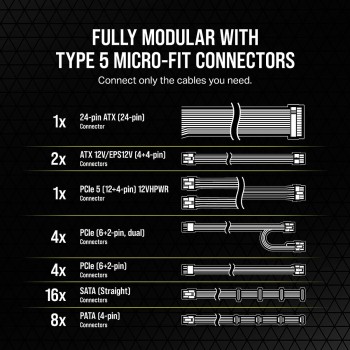 FULLY MODULAR WITH
TYPE 5 MICRO-FIT CONNECTORS
Connect only the cables you need.
1x
24-pin ATX (24-pin)
Connector
2x
ATX 12V/EPS12V (4+4-pin)
Connectors
1x
PCIe 5 (12+4-pin) 12VHPWR
Connector
4x
PCIe (6+2-pin, dual)
Connectors
4x
PCIe (6+2-pin)
Connectors
16x
SATA (Straight)
Connectors
8x
PATA (4-pin)
Connectors